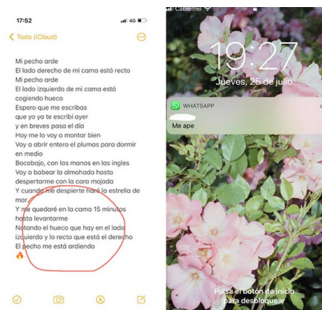 17:52
4G
Todo (iCloud)
Mi pecho arde
El lado derecho de mi cama está recto
Mi pecho arde
El lado izquierdo de mi cama está
cogiendo hueco
Espero que me escribas
que yo ya te escribí ayer
y en breves pasa el día
Hoy me lo voy a montar bien
Voy a abrir entero el plumas para dormir
en medio
Bocabajo, con las manos en las ingles
Voy a babear la almohada hasta
despertarme con la cara mojada
Y cuando me despierte haré la estrella de
mar
Y me quedaré en la cama 15 minutos
hasta levantarme
Notando el hueco que hay en el lado
izquierdo y lo recto que está el derecho
El pecho me está ardiendo
19:27
Jueves, 25 de julio
WHATSAPP
Me ape
Pulsa el botón de inicio
para desbloquear